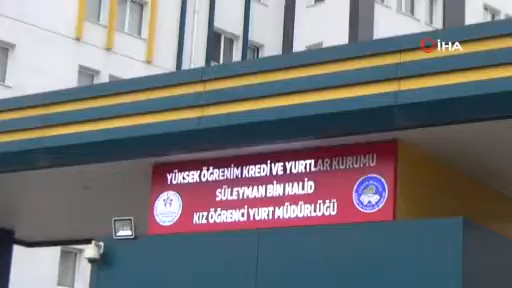 İHA
YÜKSEK ÖĞRENİM KREDİ VE YURTLAR KURUMU
SÜLEYMAN BİN HALİD
KIZ ÖĞRENCİ YURT MÜDÜRLÜĞÜ